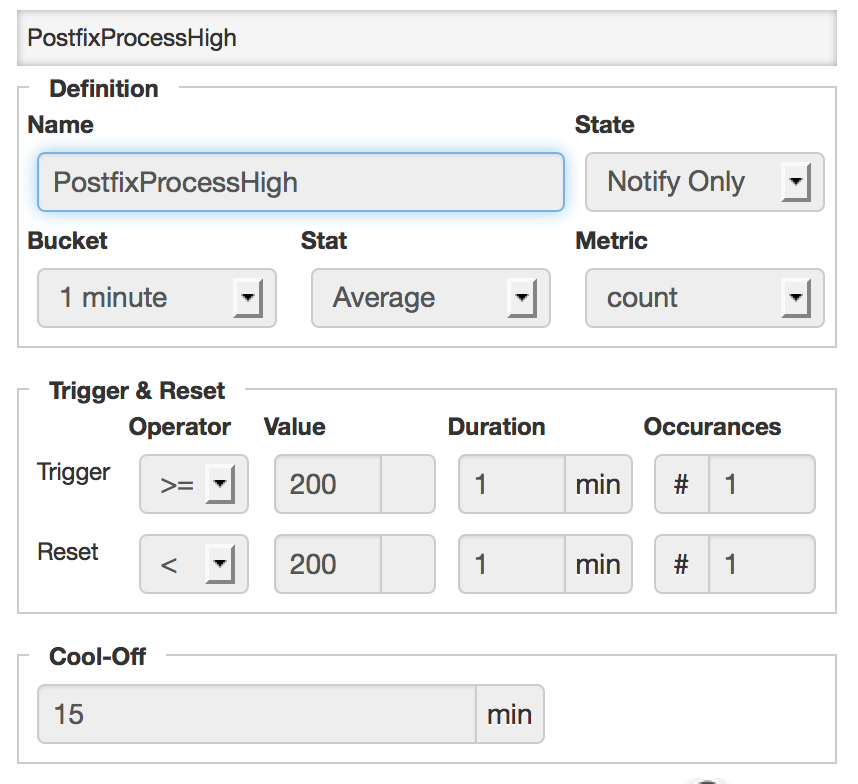 PostfixProcessHigh
Definition
Name State
PostfixProcessHigh Notify Only
Bucket Stat Metric
1 minute Average count
Trigger & Reset
Operator Value Duration Occurances
Trigger >= 200 1 min # 1
Reset < 200 1 min # 1
Cool-Off
15 min